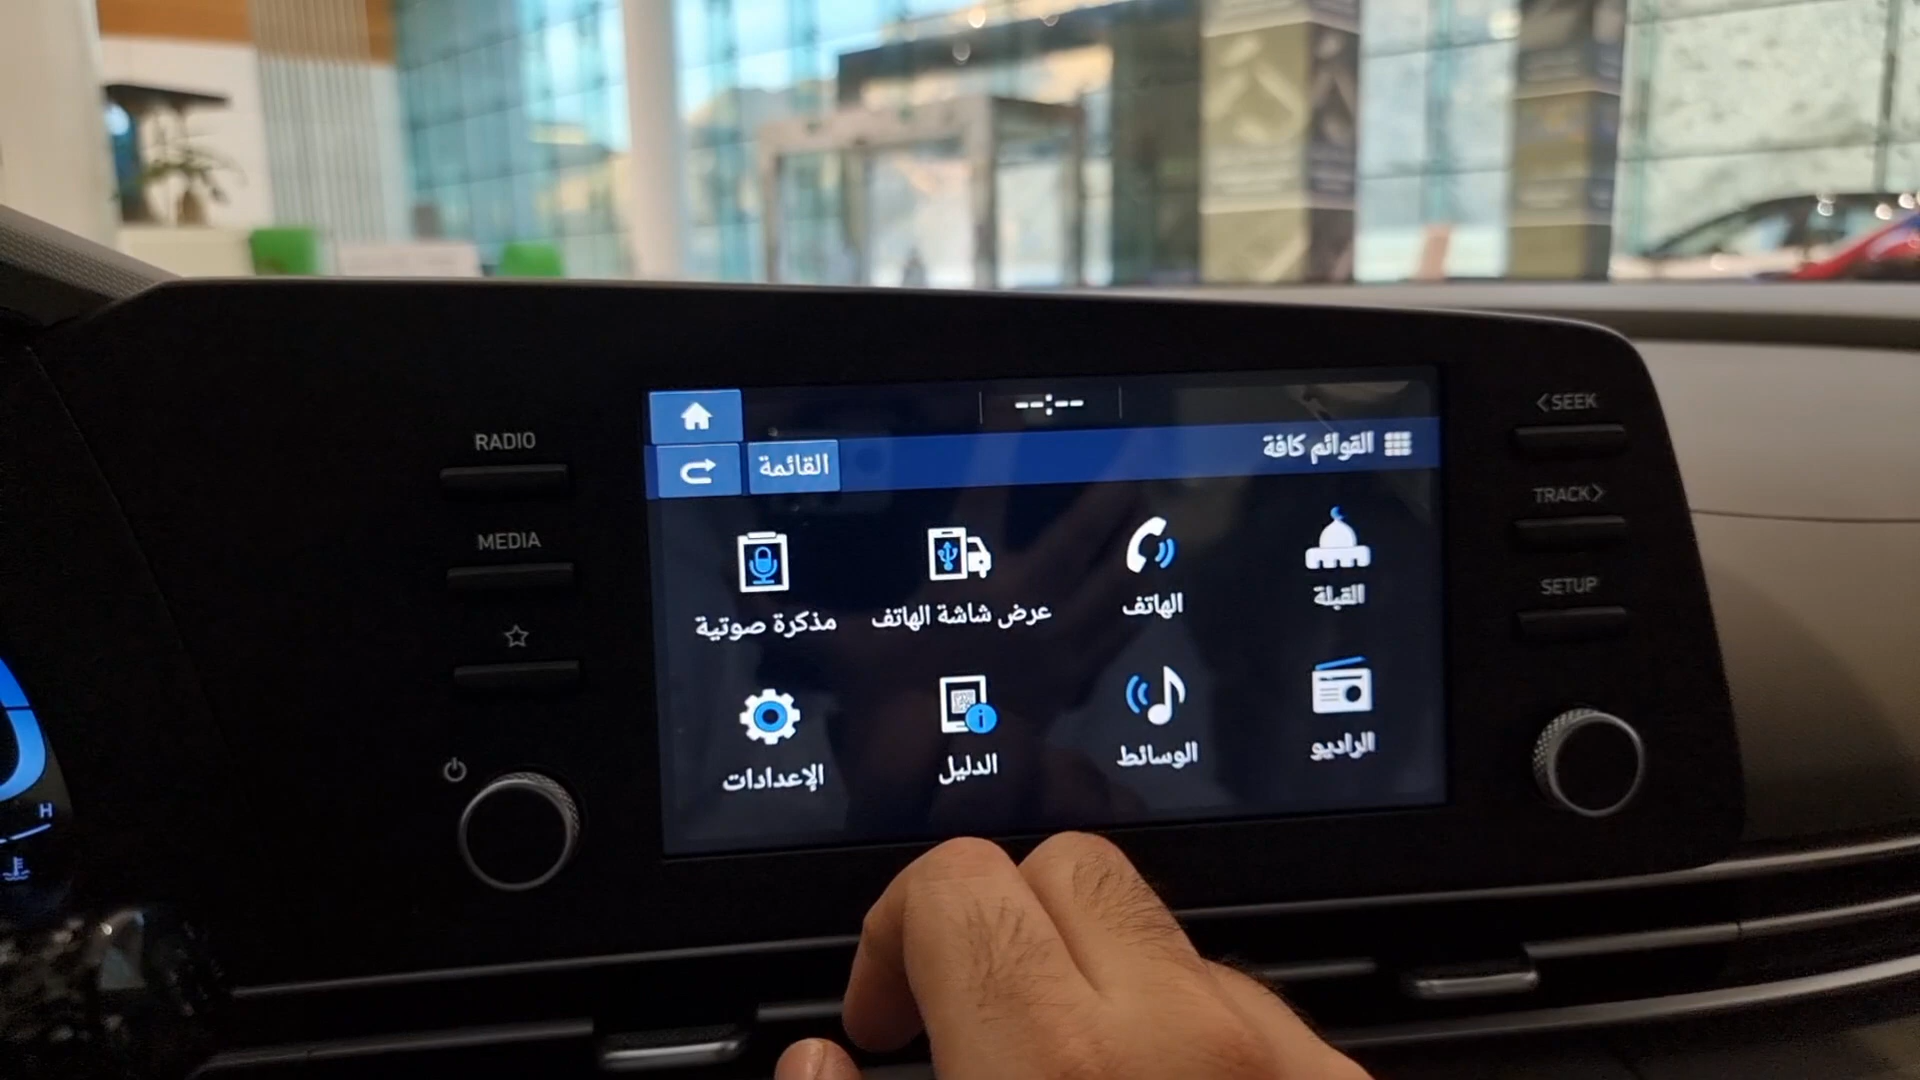 --:--
القوائم كافة
القائمة
القبلة
الهاتف
عرض شاشة الهاتف
مذكرة صوتية
الراديو
الوسائط
الدليل
الإعدادات
RADIO
MEDIA
<SEEK
TRACK>
SETUP
H